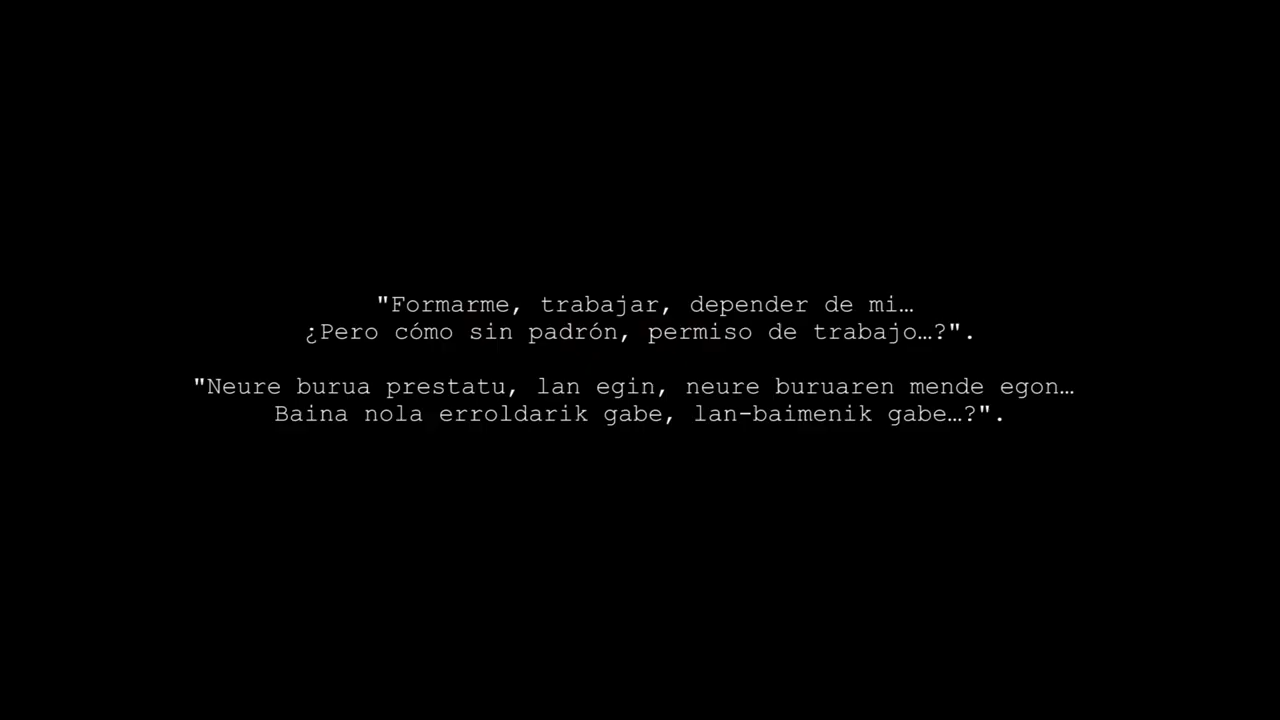 "Formarme, trabajar, depender de mi…
¿Pero cómo sin padrón, permiso de trabajo…?".
"Neure burua prestatu, lan egin, neure buruaren mende egon…
Baina nola erroldarik gabe, lan-baimenik gabe…?".